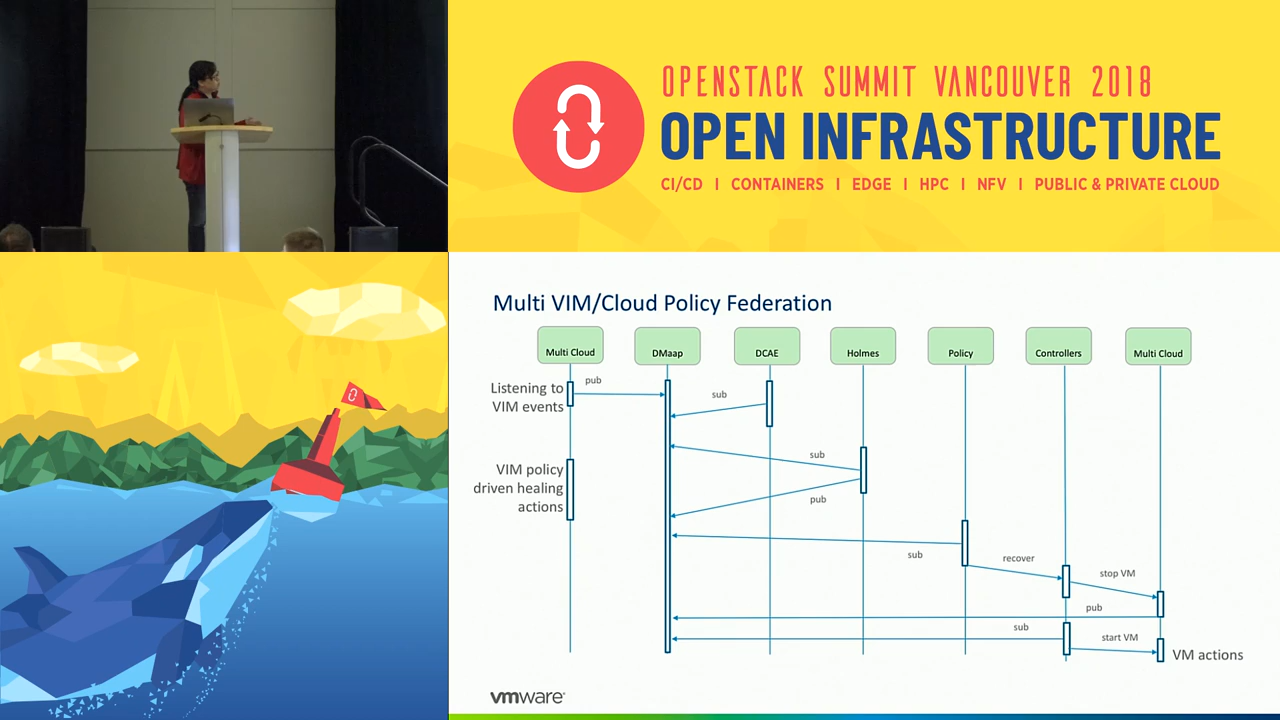 OPENSTACK SUMMIT VANCOUVER 2018
OPEN INFRASTRUCTURE
CI/CD | CONTAINERS | EDGE | HPC | NFV | PUBLIC & PRIVATE CLOUD
Multi VIM/Cloud Policy Federation
Multi Cloud
DMaap
DCAE
Holmes
Policy
Controllers
Multi Cloud
Listening to
VIM events
pub
sub
sub
VIM policy
driven healing
actions
pub
sub
recover
stop VM
pub
sub
start VM
VM actions
vmware